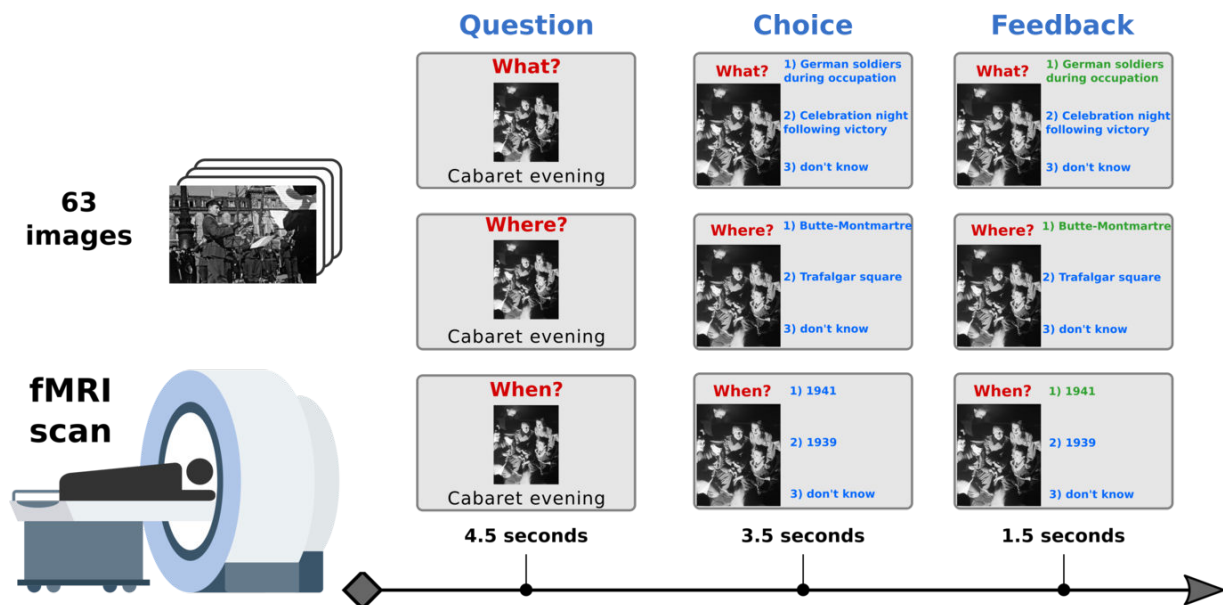 Question
Choice
Feedback
What?
Cabaret evening
What?
1) German soldiers
during occupation
2) Celebration night
following victory
3) don't know
What?
1) German soldiers
during occupation
2) Celebration night
following victory
3) don't know
63
images
Where?
Cabaret evening
Where?
1) Butte-Montmartre
2) Trafalgar square
3) don't know
Where?
1) Butte-Montmartre
2) Trafalgar square
3) don't know
fMRI
scan
When?
Cabaret evening
When?
1) 1941
2) 1939
3) don't know
When?
1) 1941
2) 1939
3) don't know
4.5 seconds
3.5 seconds
1.5 seconds